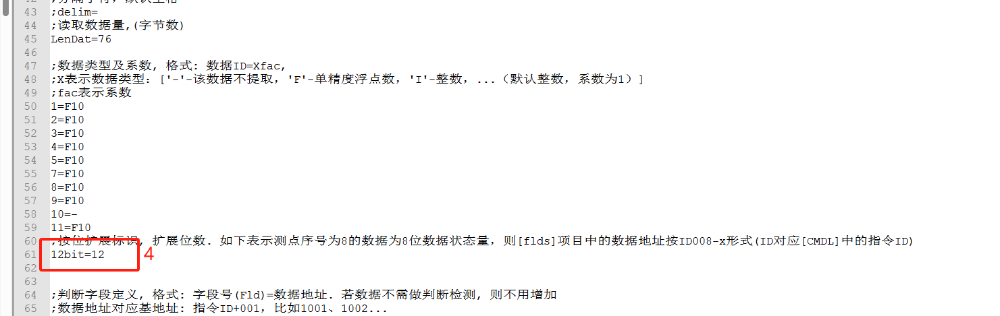 42 ;分隔字符，默认空格
43 ;delim=
44 ;读取数据量,(字节数)
45 LenDat=76
46
47 ;数据类型及系数, 格式: 数据ID=Xfac,
48 ;X表示数据类型: ['-'-该数据不提取, 'F'-单精度浮点数, 'I'-整数, ...（默认整数, 系数为1）]
49 ;fac表示系数
50 1=F10
51 2=F10
52 3=F10
53 4=F10
54 5=F10
55 7=F10
56 8=F10
57 9=F10
58 10=-
59 11=F10
60 ;按位扩展标识, 扩展位数. 如下表示测点序号为8的数据为8位数据状态量, 则[flds]项目中的数据地址按ID008-x形式(ID对应[CMDL]中的指令ID)
61 12bit=12 4
62
63
64 ;判断字段定义, 格式: 字段号(Fld)=数据地址. 若数据不需做判断检测, 则不用增加
65 ;数据地址对应基地址: 指令ID+001, 比如1001、1002...